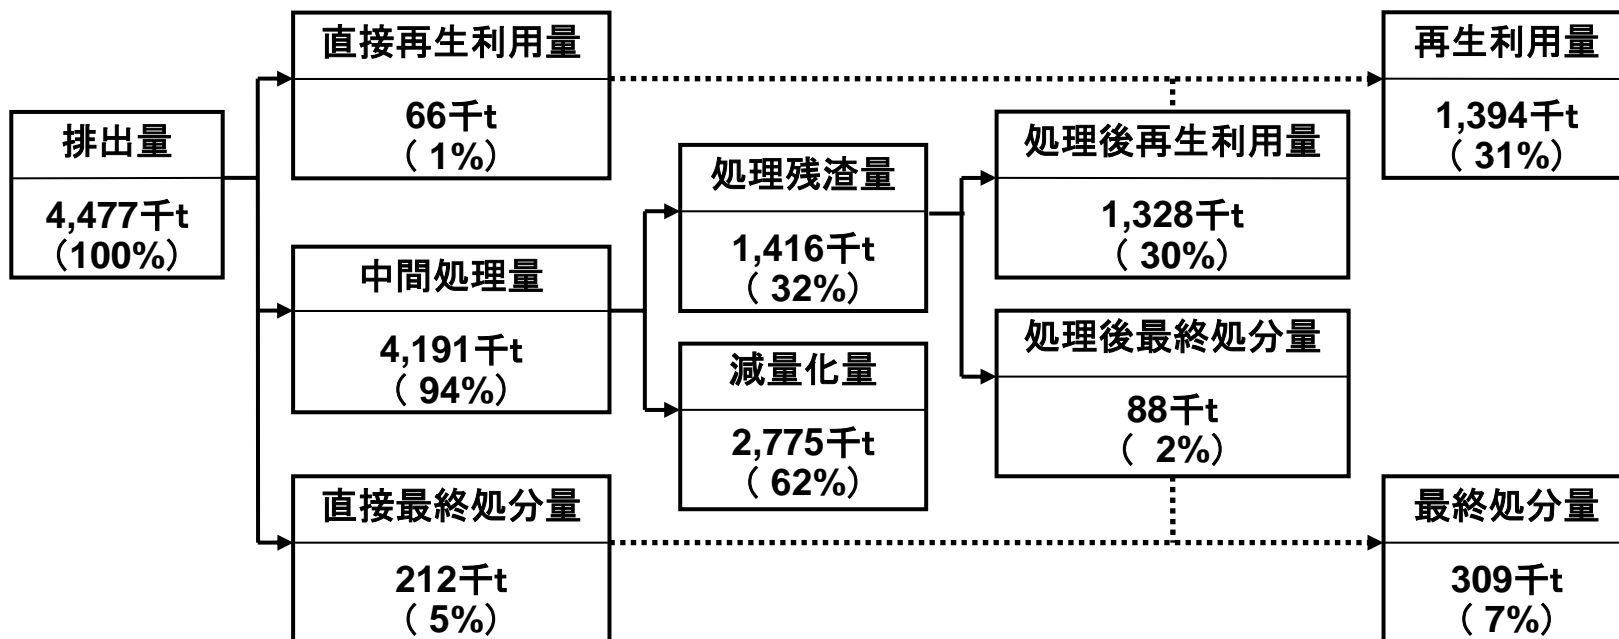 排出量
4,477千t
(100%)
直接再生利用量
66千t
( 1%)
中間処理量
4,191千t
( 94%)
直接最終処分量
212千t
( 5%)
処理残渣量
1,416千t
( 32%)
減量化量
2,775千t
( 62%)
処理後再生利用量
1,328千t
( 30%)
処理後最終処分量
88千t
( 2%)
再生利用量
1,394千t
( 31%)
最終処分量
309千t
( 7%)